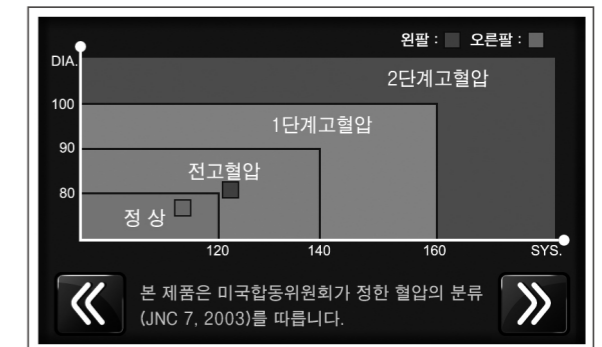 왼팔 : 오른팔 :
DIA.
2단계고혈압
100
1단계고혈압
90
전고혈압
80
정 상
120 140 160 SYS.
본 제품은 미국합동위원회가 정한 혈압의 분류
(JNC 7, 2003)를 따릅니다.